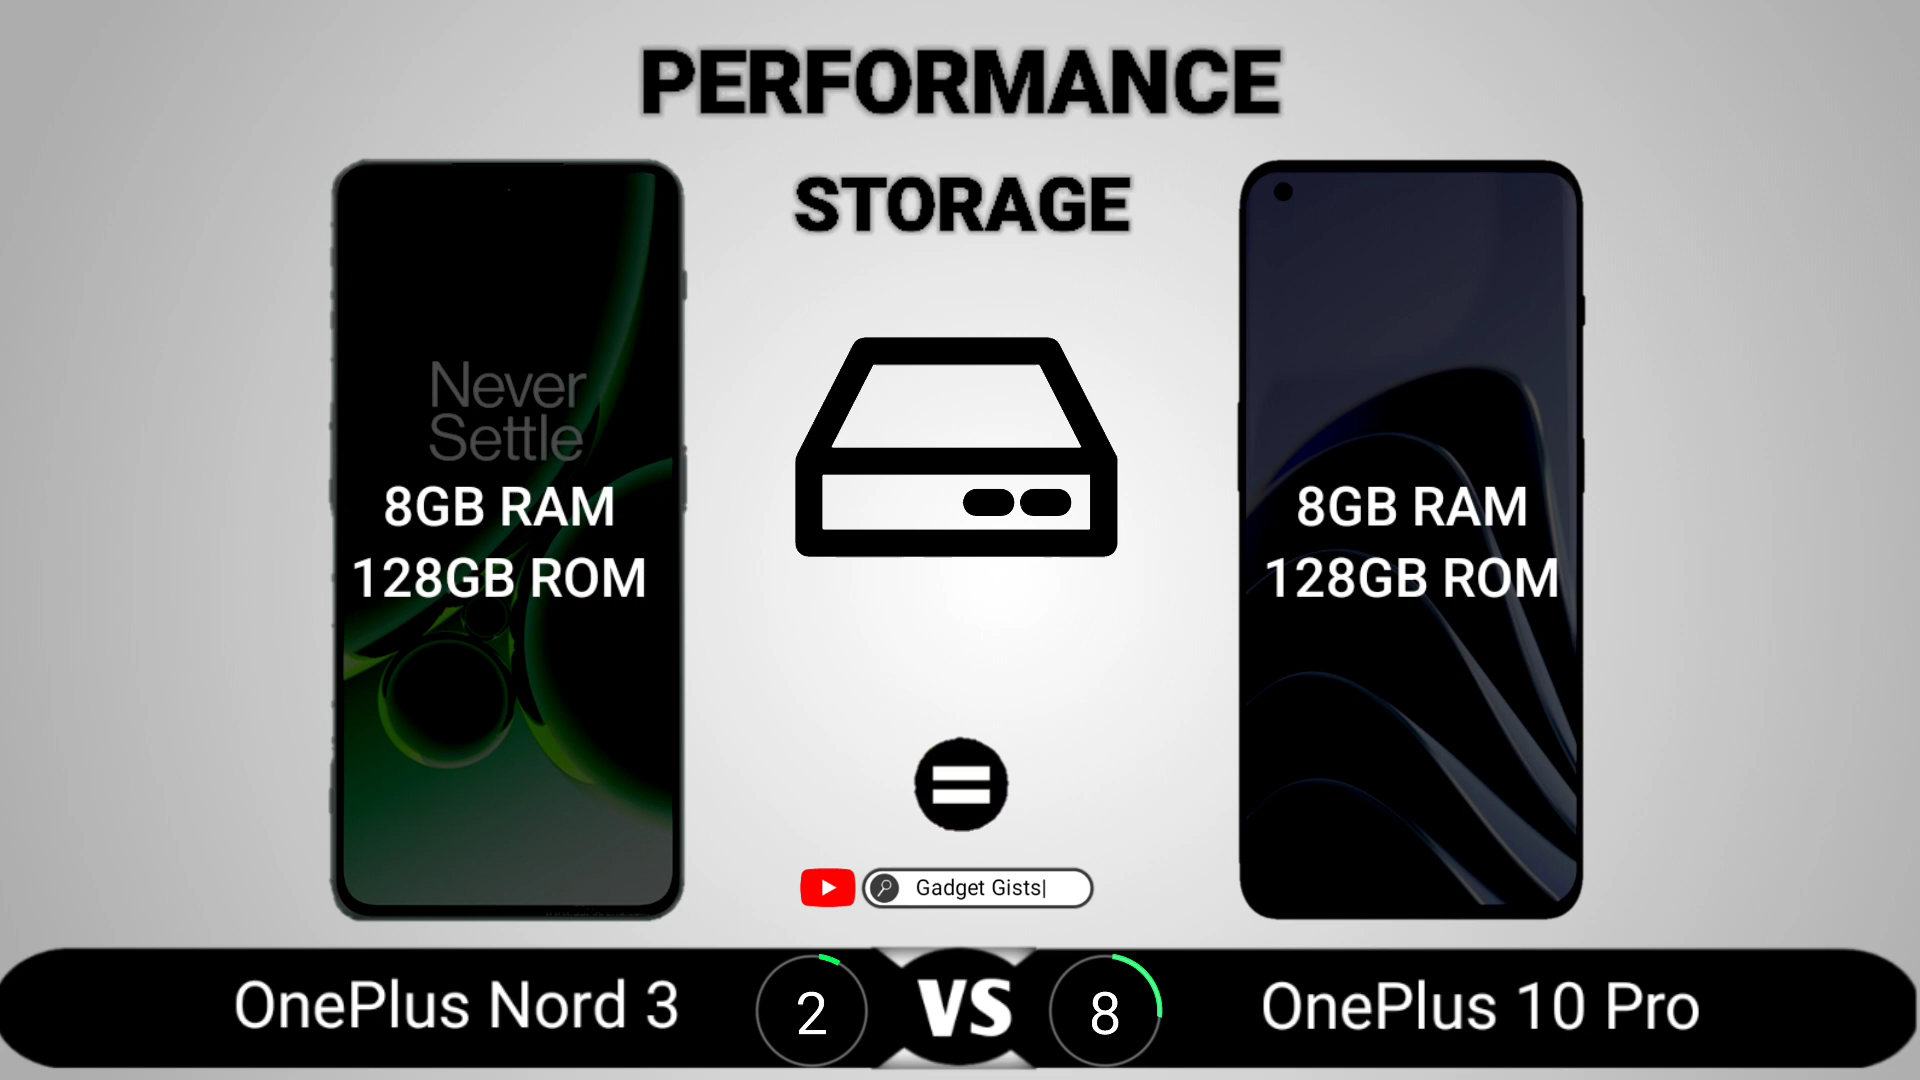 PERFORMANCE
STORAGE
Never
Settle
8GB RAM
128GB ROM
8GB RAM
128GB ROM
Gadget Gists|
OnePlus Nord 3
2
VS
8
OnePlus 10 Pro